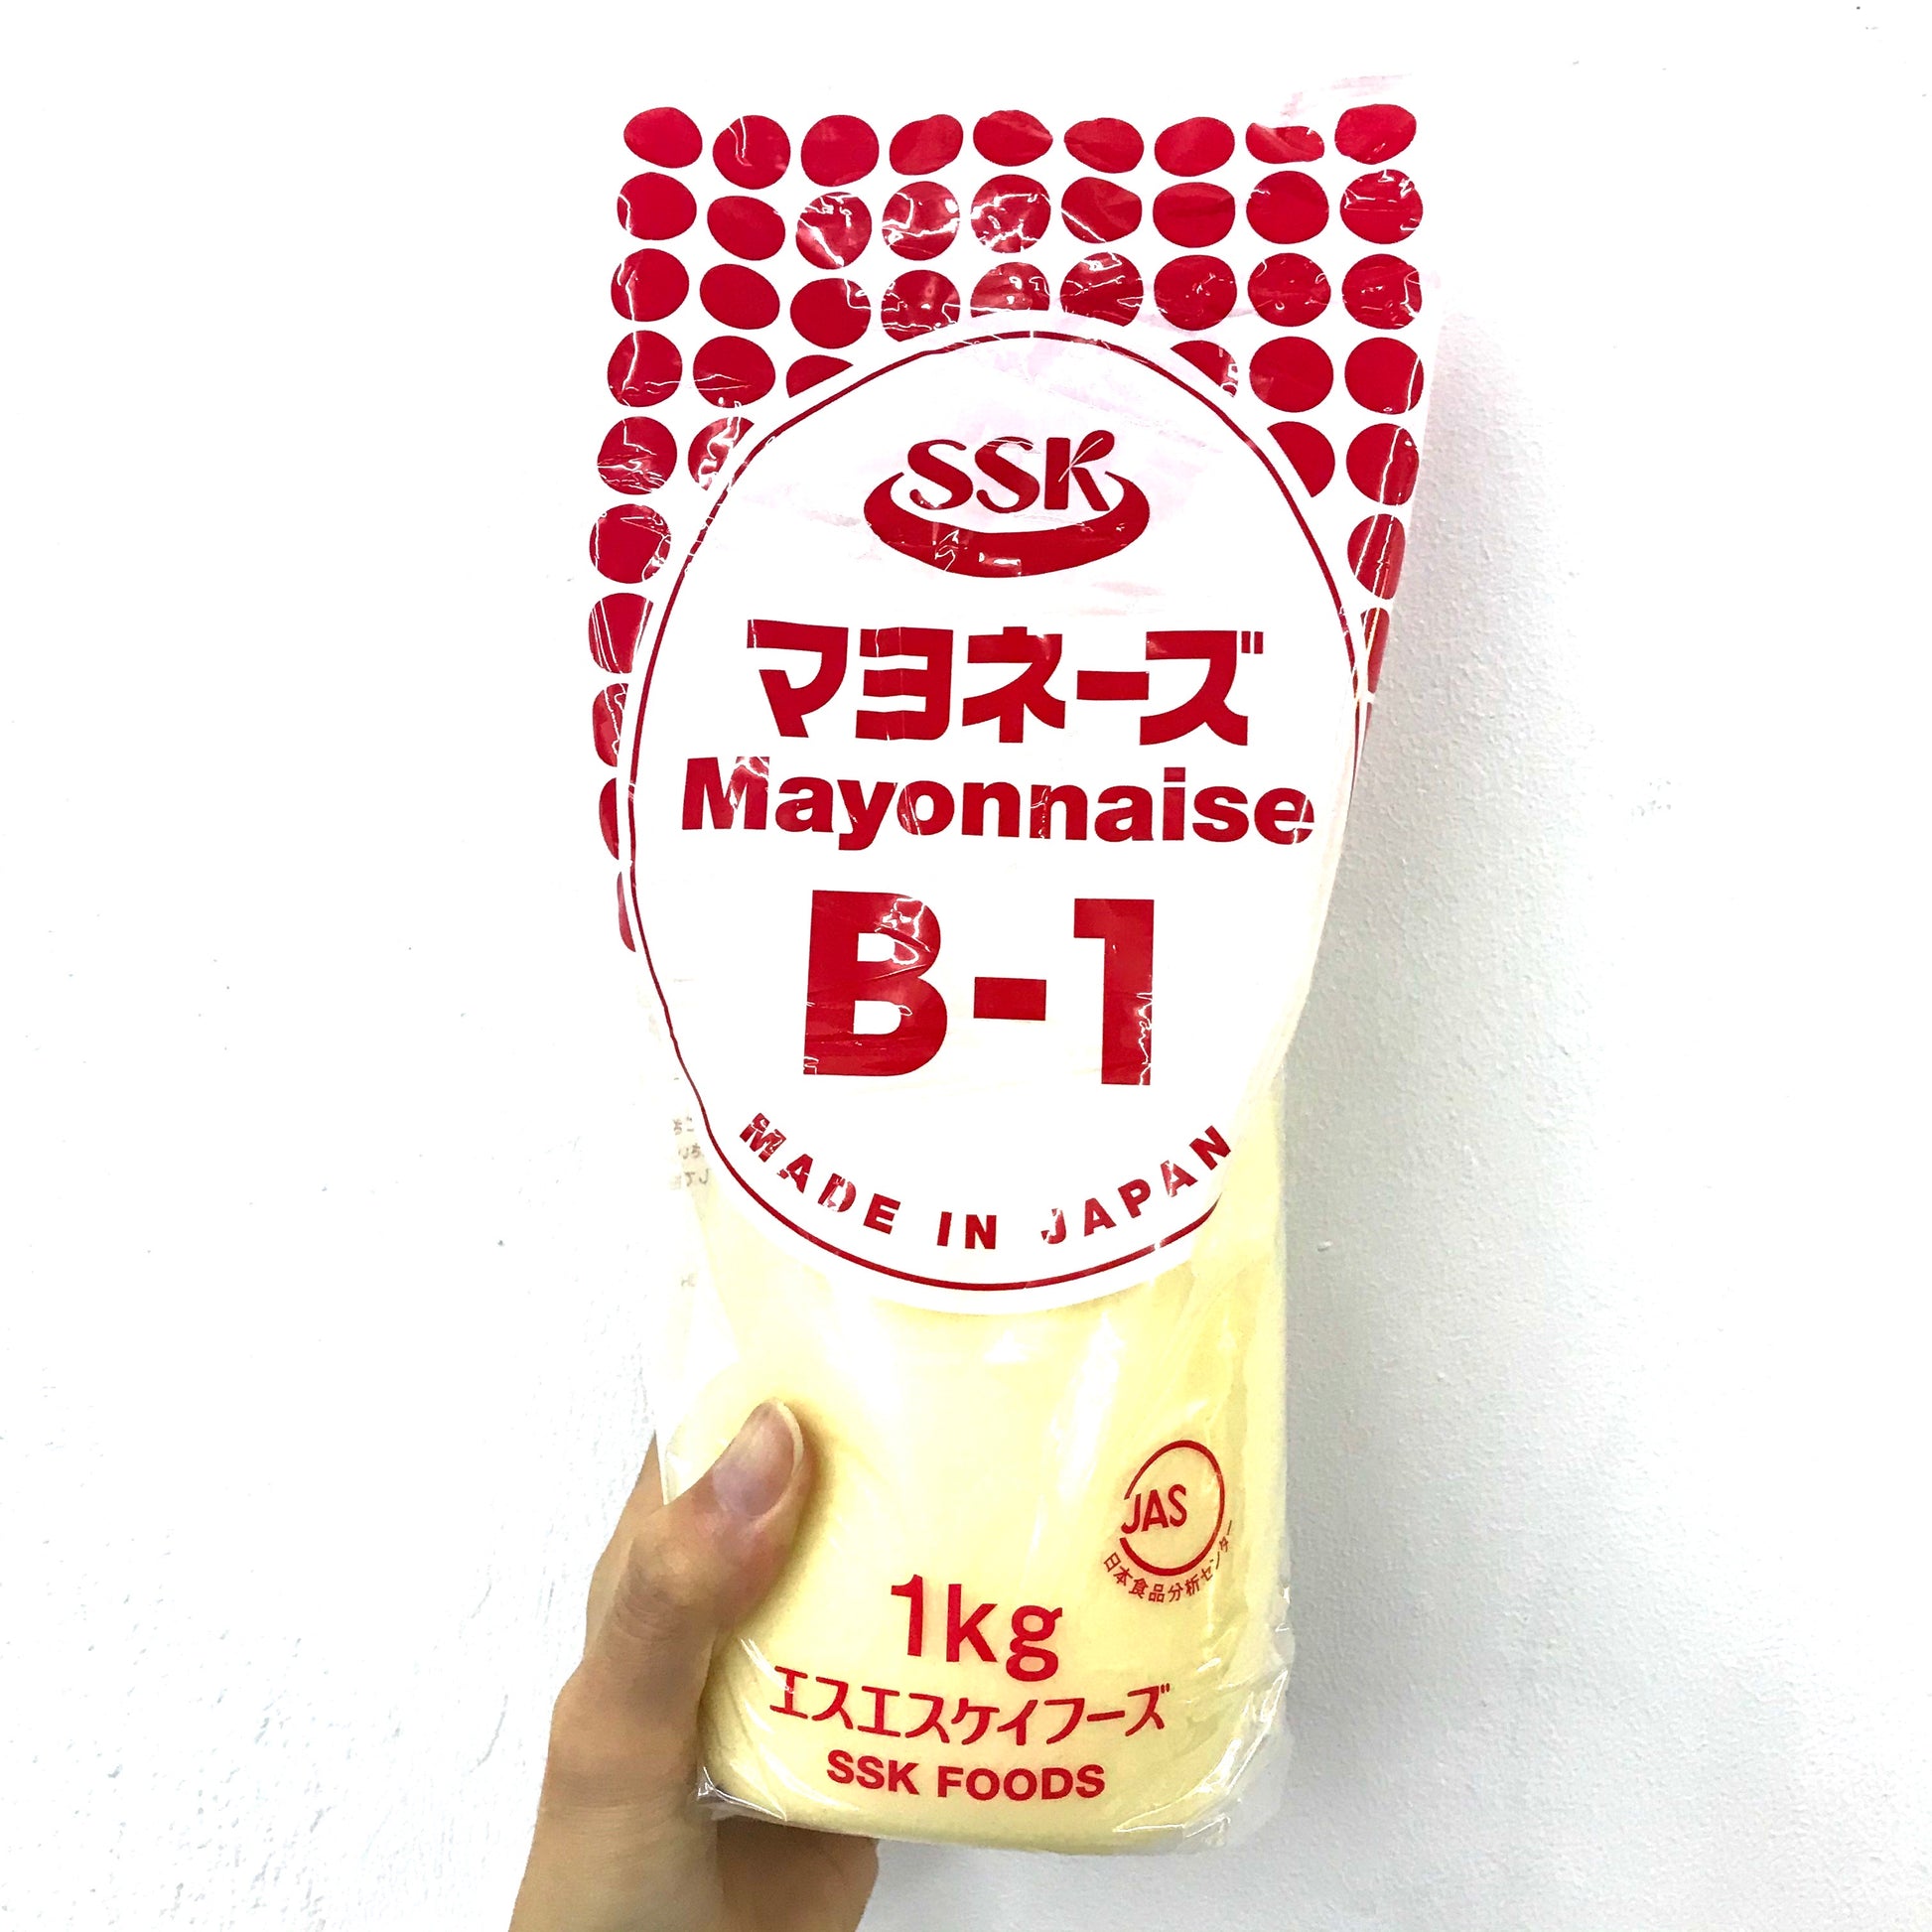 SSK
マヨネーズ
Mayonnaise
B-1
MADE IN JAPAN
JAS
日本食品分析センター
1kg
エスエスケイフーズ
SSK FOODS